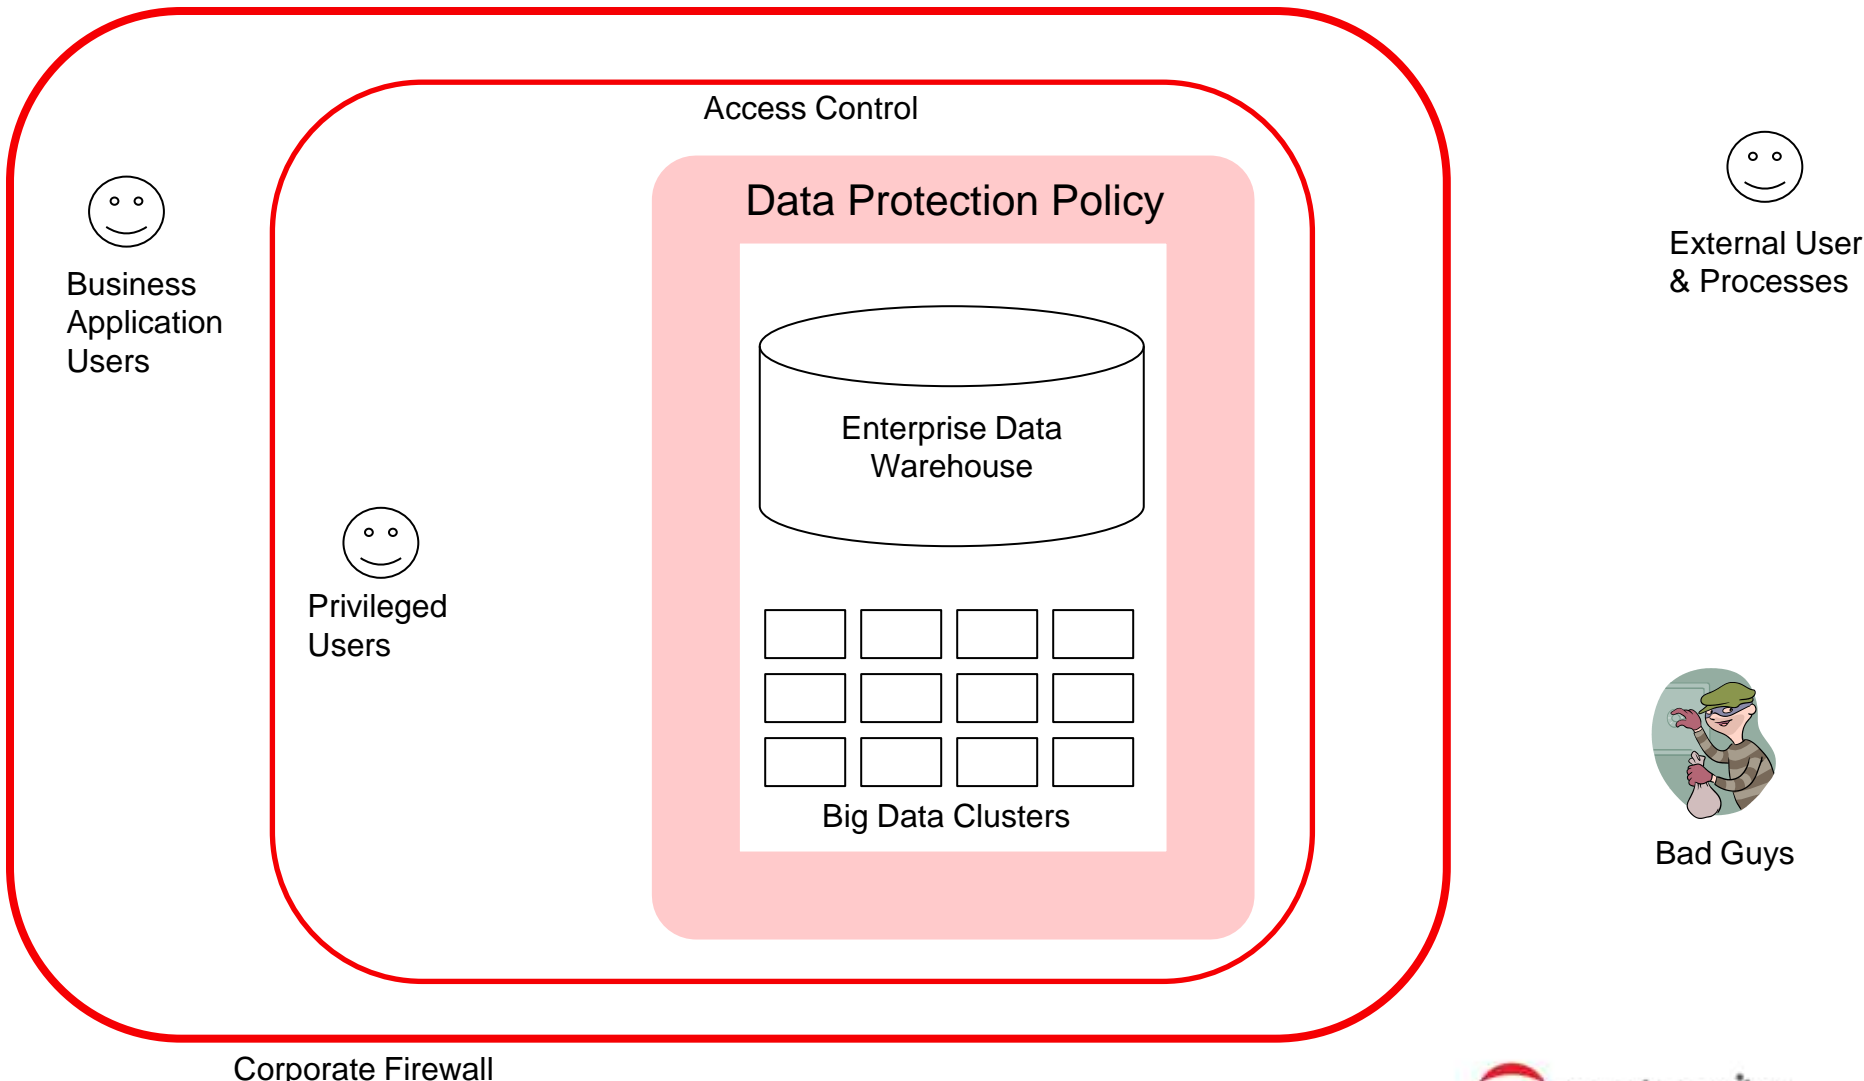 Access Control
Data Protection Policy
Business
Application
Users
External User
& Processes
Enterprise Data
Warehouse
Privileged
Users
Big Data Clusters
Bad Guys
Corporate Firewall